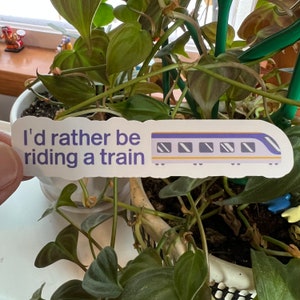 I'd rather be
riding a train